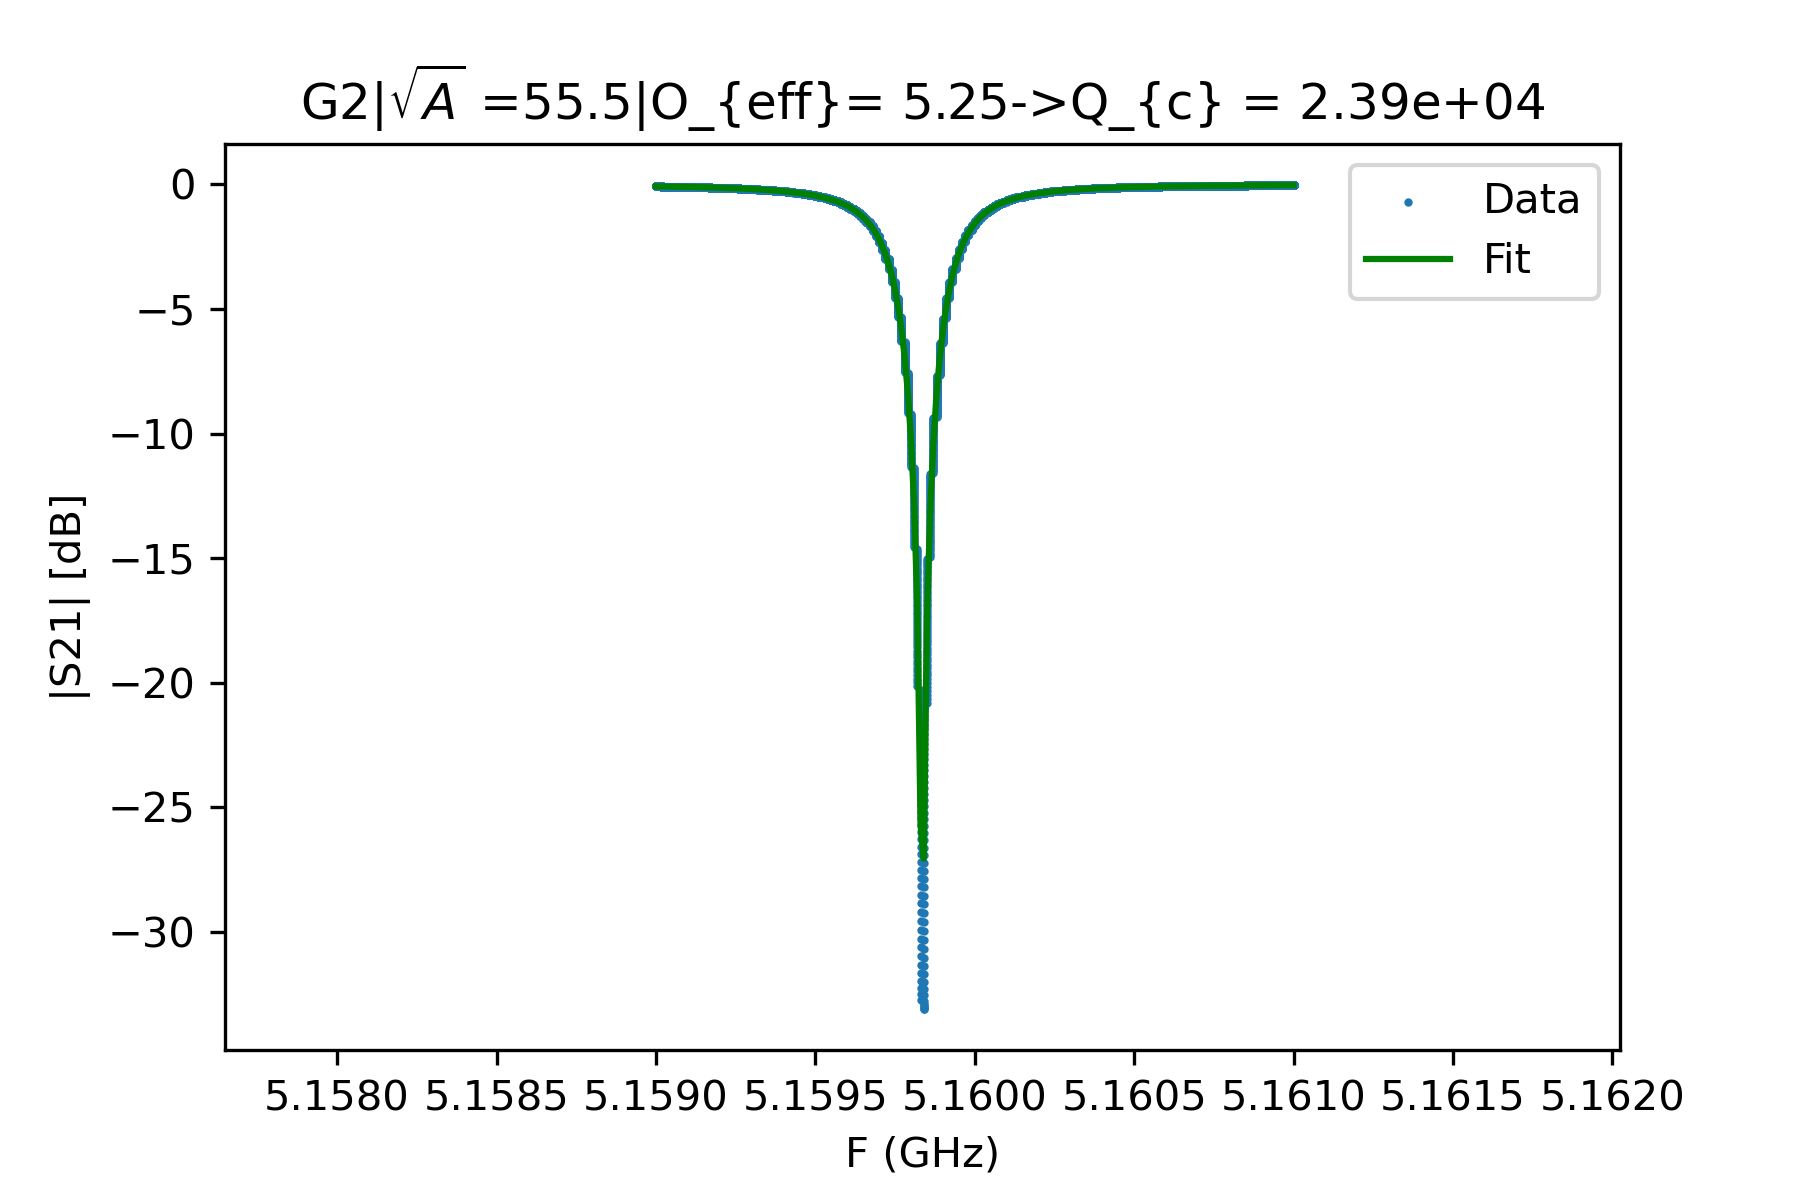 G2|√A =55.5|O_{eff}= 5.25->Q_{c} = 2.39e+04
Data
Fit
0
−5
−10
−15
−20
−25
−30
|S21| [dB]
5.1580 5.1585 5.1590 5.1595 5.1600 5.1605 5.1610 5.1615 5.1620
F (GHz)